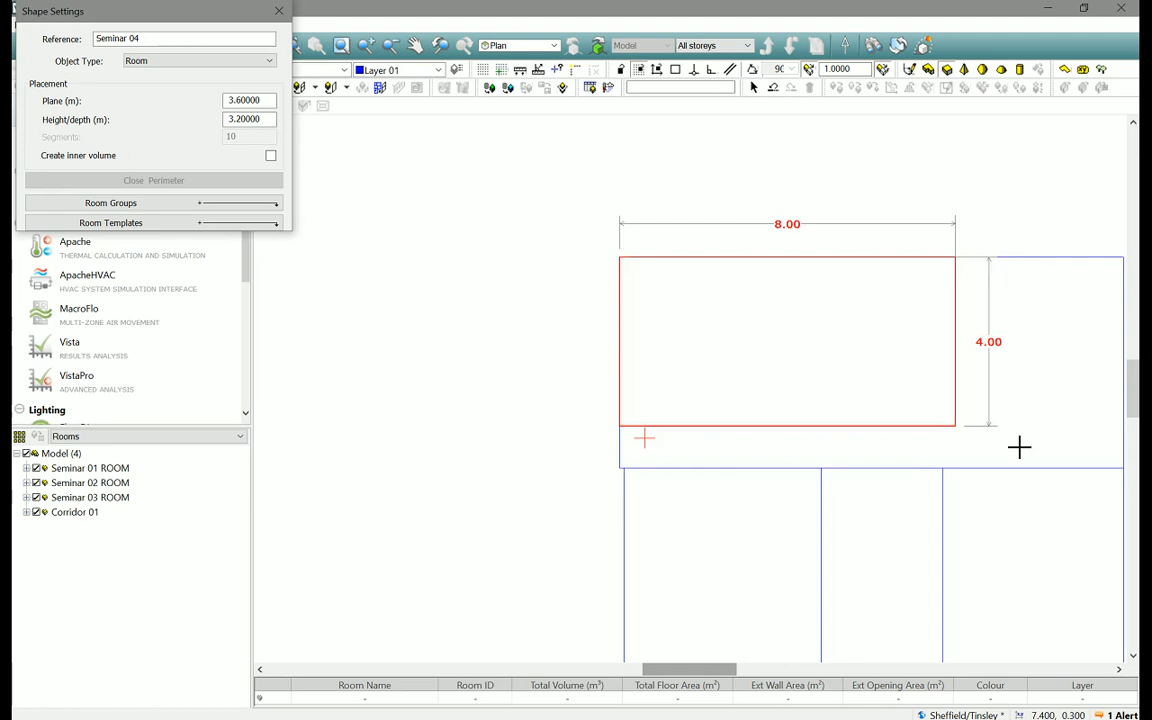 Shape Settings
Reference: Seminar 04
Object Type: Room
Placement
Plane (m): 3.60000
Height/depth (m): 3.20000
Segments: 10
Create inner volume
Close Perimeter
Room Groups
Room Templates
Plan
Model
All storeys
Layer 01
90
1.0000
Apache
THERMAL CALCULATION AND SIMULATION
ApacheHVAC
HVAC SYSTEM SIMULATION INTERFACE
MacroFlo
MULTI-ZONE AIR MOVEMENT
Vista
RESULTS ANALYSIS
VistaPro
ADVANCED ANALYSIS
Lighting
Rooms
Model (4)
Seminar 01 ROOM
Seminar 02 ROOM
Seminar 03 ROOM
Corridor 01
8.00
4.00
Room Name Room ID Total Volume (m³) Total Floor Area (m²) Ext Wall Area (m²) Ext Opening Area (m²) Colour Layer
- - - - - - - -
Sheffield/Tinsley * 7.400, 0.300 1 Alert